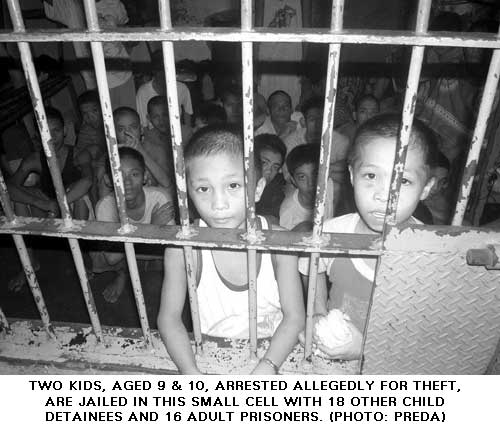 TWO KIDS, AGED 9 & 10, ARRESTED ALLEGEDLY FOR THEFT,
ARE JAILED IN THIS SMALL CELL WITH 18 OTHER CHILD
DETAINEES AND 16 ADULT PRISONERS. (PHOTO: PREDA)